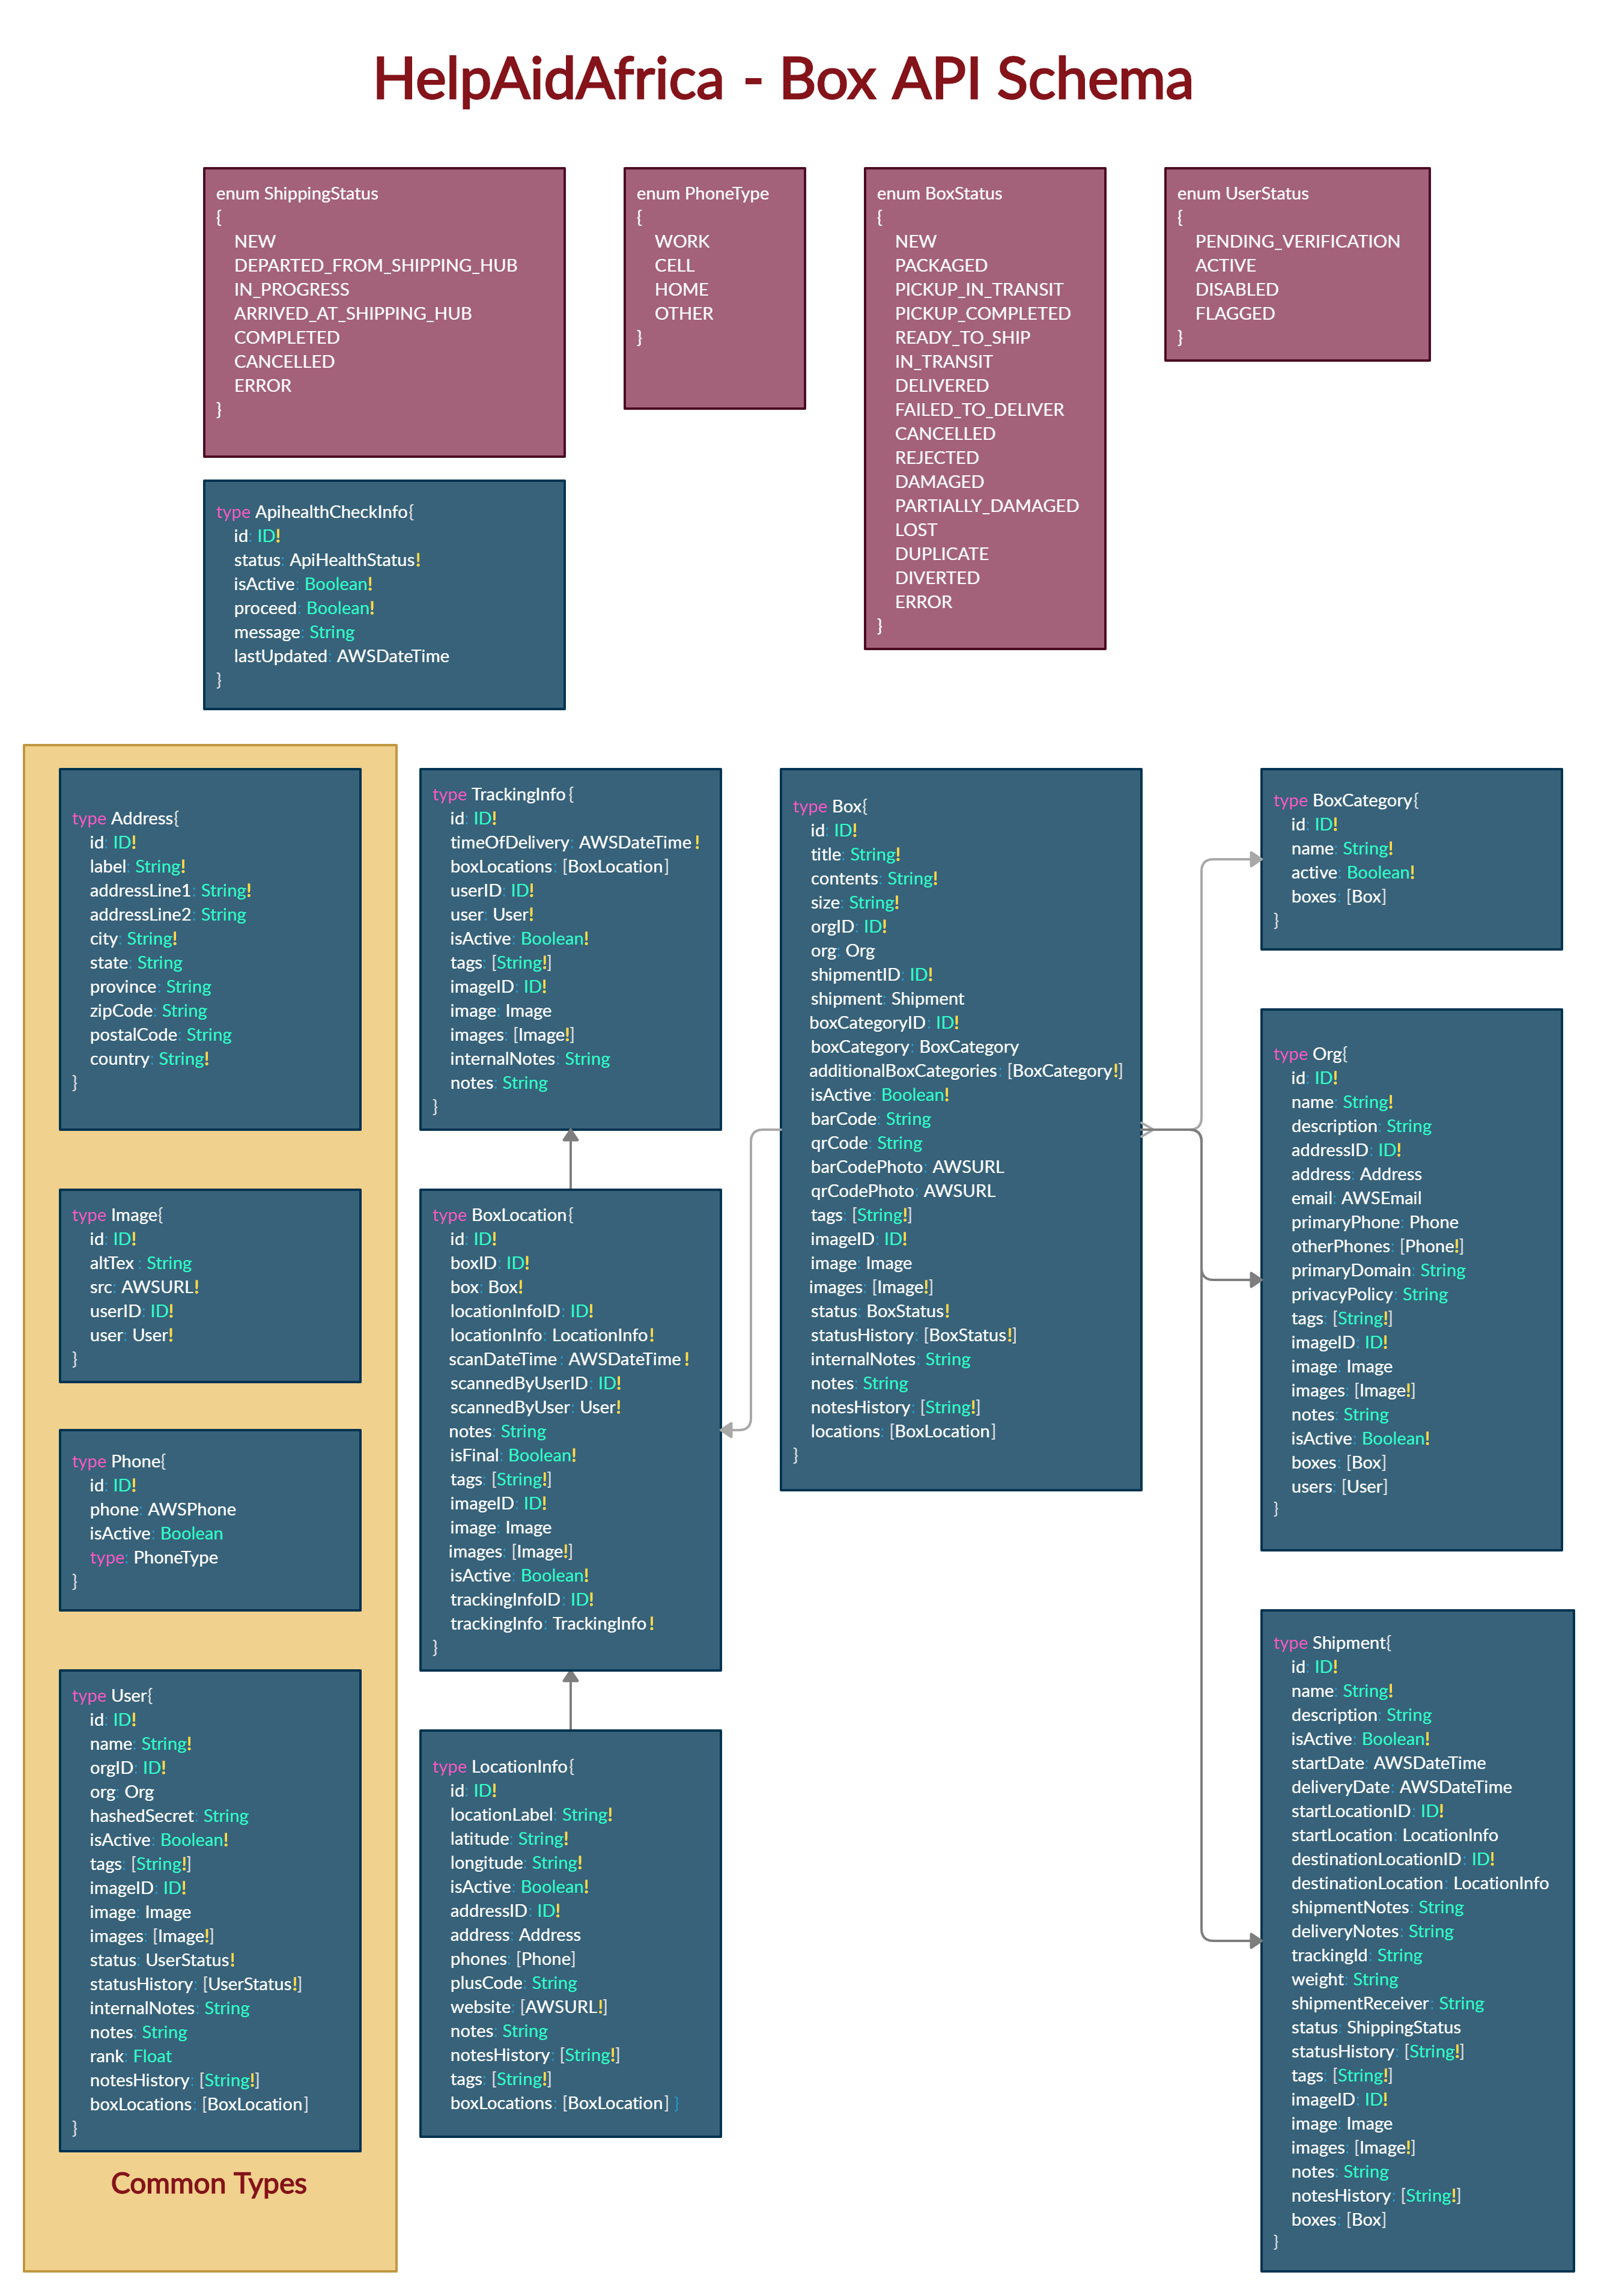 HelpAidAfrica - Box API Schema
enum ShippingStatus
{
NEW
DEPARTED_FROM_SHIPPING_HUB
IN_PROGRESS
ARRIVED_AT_SHIPPING_HUB
COMPLETED
CANCELLED
ERROR
}
enum PhoneType
{
WORK
CELL
HOME
OTHER
}
enum BoxStatus
{
NEW
PACKAGED
PICKUP_IN_TRANSIT
PICKUP_COMPLETED
READY_TO_SHIP
IN_TRANSIT
DELIVERED
FAILED_TO_DELIVER
CANCELLED
REJECTED
DAMAGED
PARTIALLY_DAMAGED
LOST
DUPLICATE
DIVERTED
ERROR
}
enum UserStatus
{
PENDING_VERIFICATION
ACTIVE
DISABLED
FLAGGED
}
type ApihealthCheckInfo{
id: ID!
status: ApiHealthStatus!
isActive: Boolean!
proceed: Boolean!
message: String
lastUpdated: AWSDateTime
}
type Address{
id: ID!
label: String!
addressLine1: String!
addressLine2: String
city: String!
state: String
province: String
zipCode: String
postalCode: String
country: String!
}
type Image{
id: ID!
altTex : String
src: AWSURL!
userID: ID!
user: User!
}
type Phone{
id: ID!
phone: AWSPhone
isActive: Boolean
type: PhoneType
}
type User{
id: ID!
name: String!
orgID: ID!
org: Org
hashedSecret: String
isActive: Boolean!
tags: [String!]
imageID: ID!
image: Image
images: [Image!]
status: UserStatus!
statusHistory: [UserStatus!]
internalNotes: String
notes: String
rank: Float
notesHistory: [String!]
boxLocations: [BoxLocation]
}
Common Types
type TrackingInfo{
id: ID!
timeOfDelivery: AWSDateTime!
boxLocations: [BoxLocation]
userID: ID!
user: User!
isActive: Boolean!
tags: [String!]
imageID: ID!
image: Image
images: [Image!]
internalNotes: String
notes: String
}
type BoxLocation{
id: ID!
boxID: ID!
box: Box!
locationInfoID: ID!
locationInfo: LocationInfo!
scanDateTime: AWSDateTime!
scannedByUserID: ID!
scannedByUser: User!
notes: String
isFinal: Boolean!
tags: [String!]
imageID: ID!
image: Image
images: [Image!]
isActive: Boolean!
trackingInfoID: ID!
trackingInfo: TrackingInfo!
}
type LocationInfo{
id: ID!
locationLabel: String!
latitude: String!
longitude: String!
isActive: Boolean!
addressID: ID!
address: Address
phones: [Phone]
plusCode: String
website: [AWSURL!]
notes: String
notesHistory: [String!]
tags: [String!]
boxLocations: [BoxLocation] }
type Box{
id: ID!
title: String!
contents: String!
size: String!
orgID: ID!
org: Org
shipmentID: ID!
shipment: Shipment
boxCategoryID: ID!
boxCategory: BoxCategory
additionalBoxCategories: [BoxCategory!]
isActive: Boolean!
barCode: String
qrCode: String
barCodePhoto: AWSURL
qrCodePhoto: AWSURL
tags: [String!]
imageID: ID!
image: Image
images: [Image!]
status: BoxStatus!
statusHistory: [BoxStatus!]
internalNotes: String
notes: String
notesHistory: [String!]
locations: [BoxLocation]
}
type BoxCategory{
id: ID!
name: String!
active: Boolean!
boxes: [Box]
}
type Org{
id: ID!
name: String!
description: String
addressID: ID!
address: Address
email: AWSEmail
primaryPhone: Phone
otherPhones: [Phone!]
primaryDomain: String
privacyPolicy: String
tags: [String!]
imageID: ID!
image: Image
images: [Image!]
notes: String
isActive: Boolean!
boxes: [Box]
users: [User]
}
type Shipment{
id: ID!
name: String!
description: String
isActive: Boolean!
startDate: AWSDateTime
deliveryDate: AWSDateTime
startLocationID: ID!
startLocation: LocationInfo
destinationLocationID: ID!
destinationLocation: LocationInfo
shipmentNotes: String
deliveryNotes: String
trackingId: String
weight: String
shipmentReceiver: String
status: ShippingStatus
statusHistory: [String!]
tags: [String!]
imageID: ID!
image: Image
images: [Image!]
notes: String
notesHistory: [String!]
boxes: [Box]
}